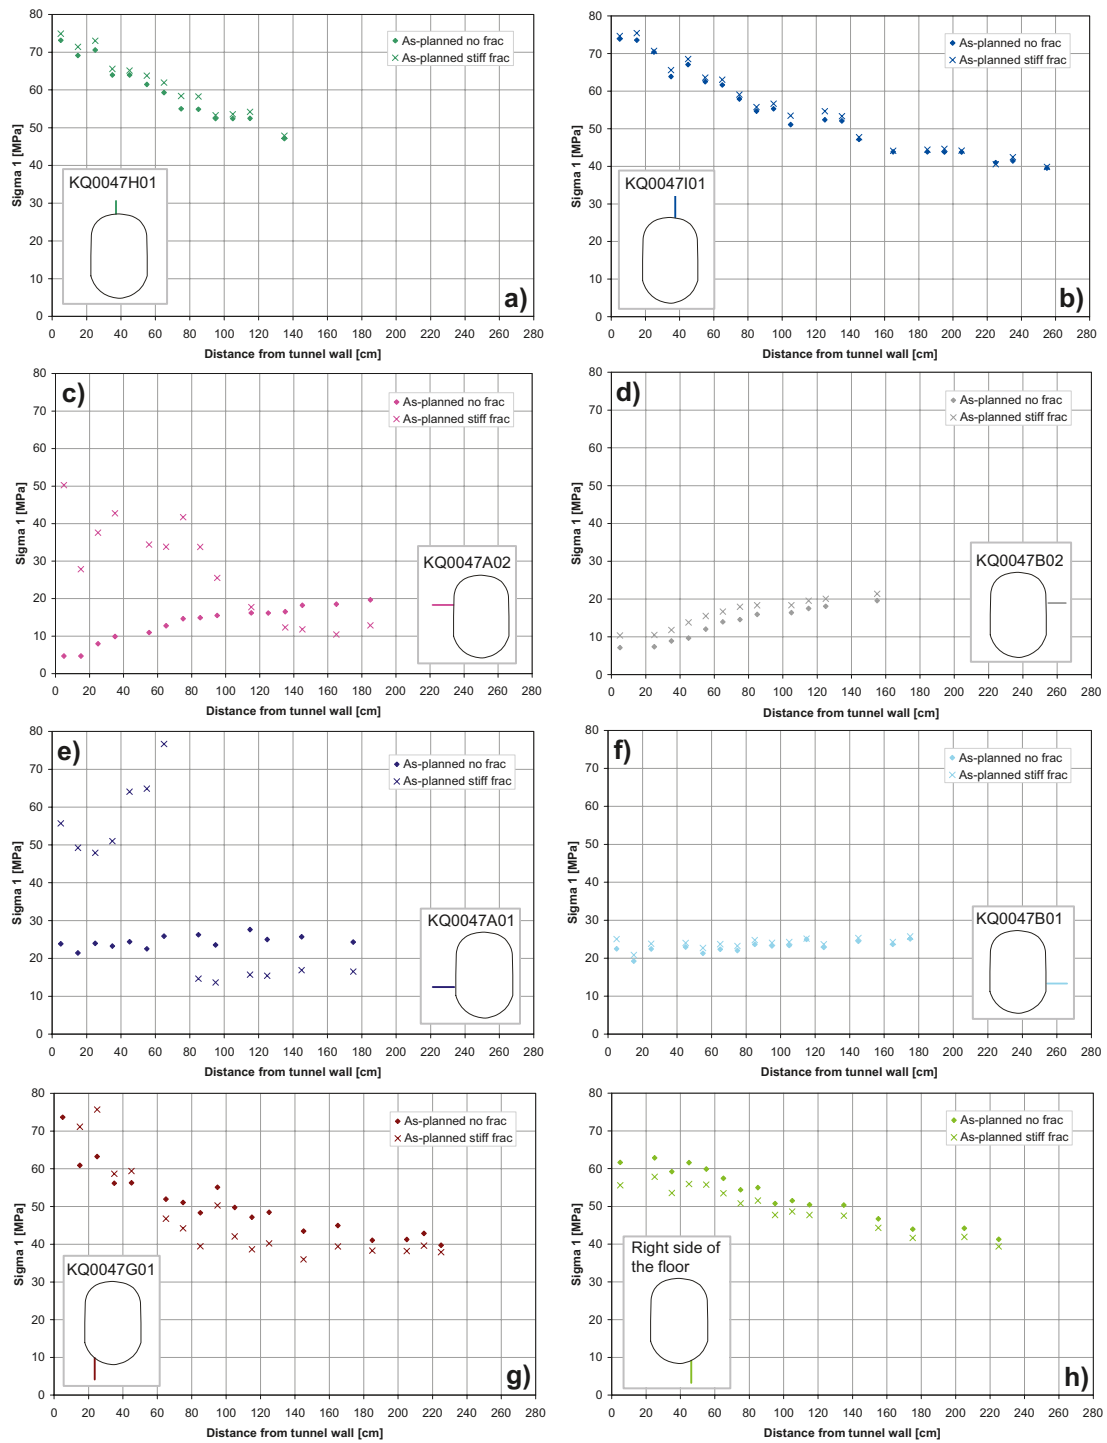 80
70
60
50
40
30
20
10
0
Sigma 1 [MPa]
As-planned no frac
As-planned stiff frac
KQ0047H01
a)
0 20 40 60 80 100 120 140 160 180 200 220 240 260 280
Distance from tunnel wall [cm]
80
70
60
50
40
30
20
10
0
Sigma 1 [MPa]
As-planned no frac
As-planned stiff frac
KQ0047I01
b)
0 20 40 60 80 100 120 140 160 180 200 220 240 260 280
Distance from tunnel wall [cm]
80
70
60
50
40
30
20
10
0
Sigma 1 [MPa]
c)
As-planned no frac
As-planned stiff frac
KQ0047A02
0 20 40 60 80 100 120 140 160 180 200 220 240 260 280
Distance from tunnel wall [cm]
80
70
60
50
40
30
20
10
0
Sigma 1 [MPa]
d)
As-planned no frac
As-planned stiff frac
KQ0047B02
0 20 40 60 80 100 120 140 160 180 200 220 240 260 280
Distance from tunnel wall [cm]
80
70
60
50
40
30
20
10
0
Sigma 1 [MPa]
e)
As-planned no frac
As-planned stiff frac
KQ0047A01
0 20 40 60 80 100 120 140 160 180 200 220 240 260 280
Distance from tunnel wall [cm]
80
70
60
50
40
30
20
10
0
Sigma 1 [MPa]
f)
As-planned no frac
As-planned stiff frac
KQ0047B01
0 20 40 60 80 100 120 140 160 180 200 220 240 260 280
Distance from tunnel wall [cm]
80
70
60
50
40
30
20
10
0
Sigma 1 [MPa]
As-planned no frac
As-planned stiff frac
KQ0047G01
g)
0 20 40 60 80 100 120 140 160 180 200 220 240 260 280
Distance from tunnel wall [cm]
80
70
60
50
40
30
20
10
0
Sigma 1 [MPa]
As-planned no frac
As-planned stiff frac
Right side of
the floor
h)
0 20 40 60 80 100 120 140 160 180 200 220 240 260 280
Distance from tunnel wall [cm]